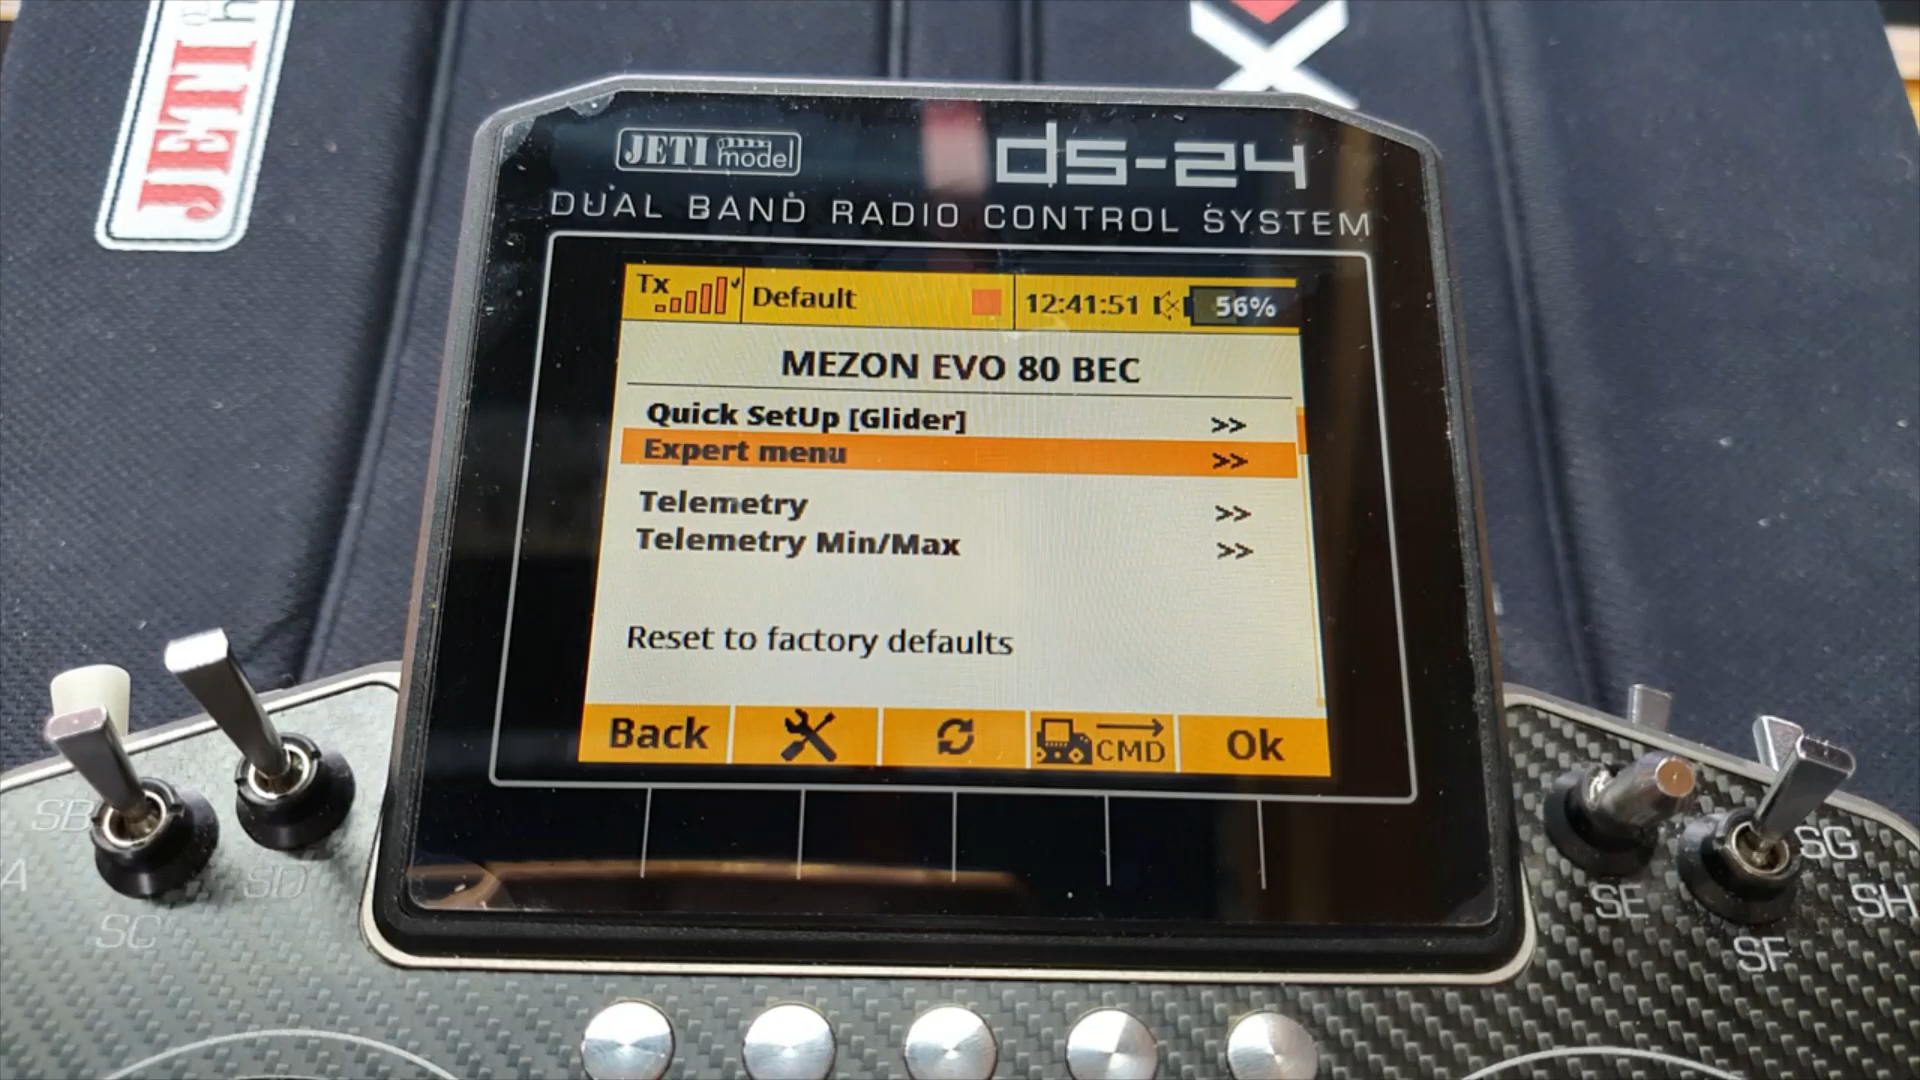 JETI
JETI model
ds-24
DUAL BAND RADIO CONTROL SYSTEM
Tx
Default
12:41:51
56%
MEZON EVO 80 BEC
Quick SetUp [Glider] >>
Expert menu >>
Telemetry >>
Telemetry Min/Max >>
Reset to factory defaults
Back
CMD
Ok
SB
SD
SC
SE
SG
SH
SF